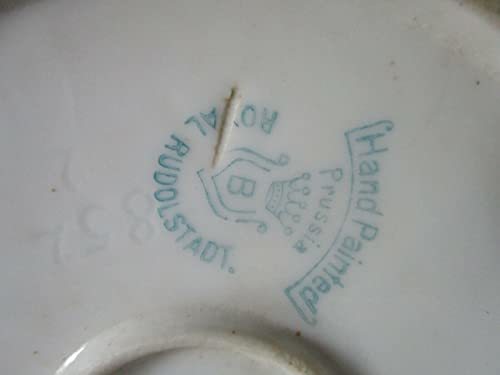 ROYAL RUDOLSTADT.
B
Prussia
Hand Painted